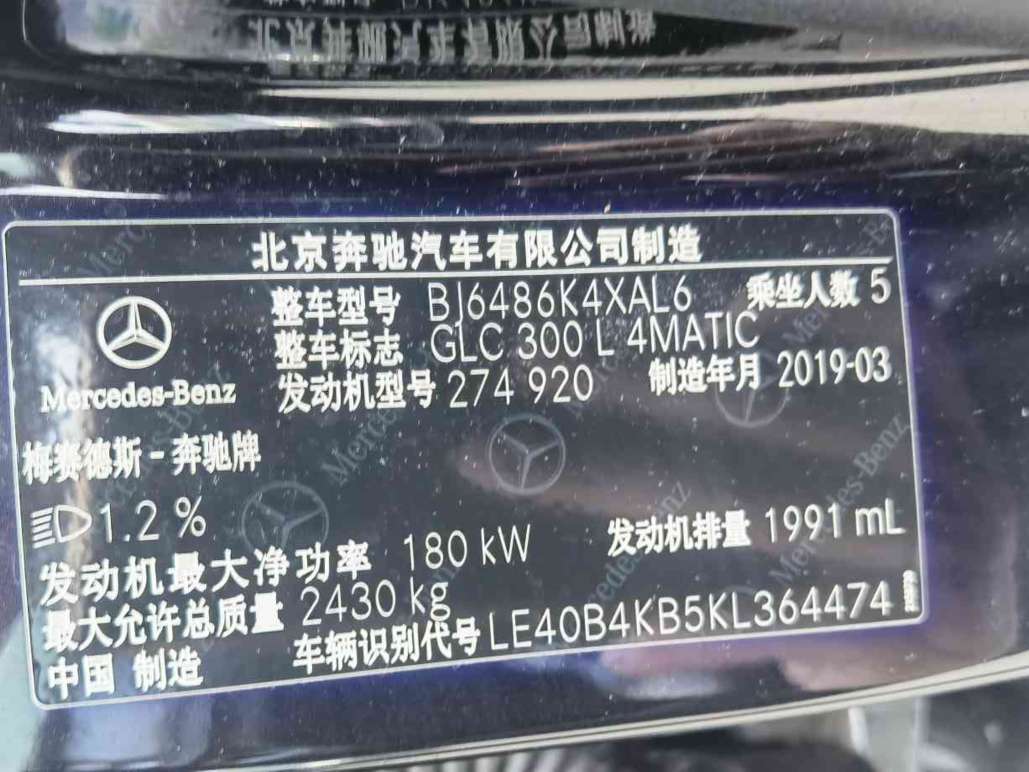 北京奔驰汽车有限公司制造
整车型号 BJ6486K4XAL6 乘坐人数 5
整车标志 GLC 300 L 4MATIC
发动机型号 274 920 制造年月 2019-03
Mercedes-Benz
梅赛德斯-奔驰牌
1.2 %
发动机最大净功率 180 kW 发动机排量 1991 mL
最大允许总质量 2430 kg
车辆识别代号 LE40B4KB5KL364474
中国 制造